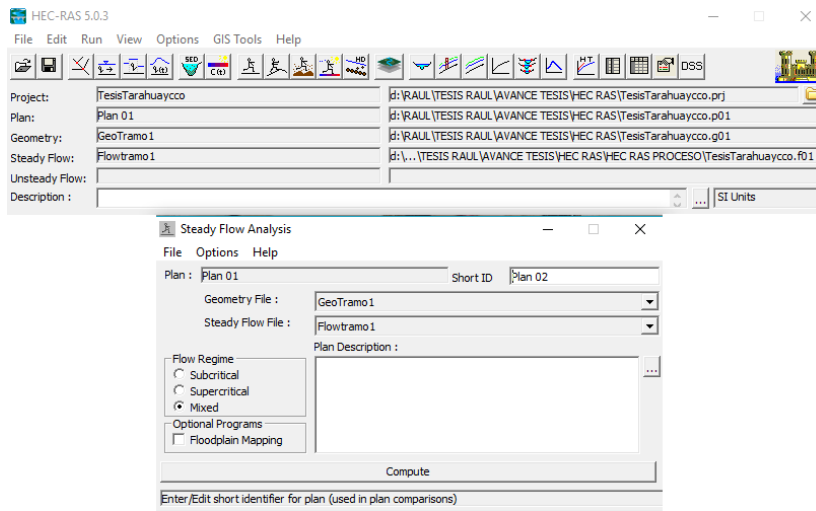 HEC-RAS 5.0.3
File Edit Run View Options GIS Tools Help
SED C(t) HD HT DSS
Project: TesisTarahuaycco d:\RAUL\TESIS RAUL\AVANCE TESIS\HEC RAS\TesisTarahuaycco.prj
Plan: Plan 01 d:\RAUL\TESIS RAUL\AVANCE TESIS\HEC RAS\TesisTarahuaycco.p01
Geometry: GeoTramo1 d:\RAUL\TESIS RAUL\AVANCE TESIS\HEC RAS\TesisTarahuaycco.g01
Steady Flow: Flowtramo1 d:\...\TESIS RAUL\AVANCE TESIS\HEC RAS\HEC RAS PROCESO\TesisTarahuaycco.f01
Unsteady Flow:
Description : ... SI Units
Steady Flow Analysis
File Options Help
Plan : Plan 01 Short ID Plan 02
Geometry File : GeoTramo1
Steady Flow File : Flowtramo1
Plan Description :
...
Flow Regime
Subcritical
Supercritical
Mixed
Optional Programs
Floodplain Mapping
Compute
Enter/Edit short identifier for plan (used in plan comparisons)